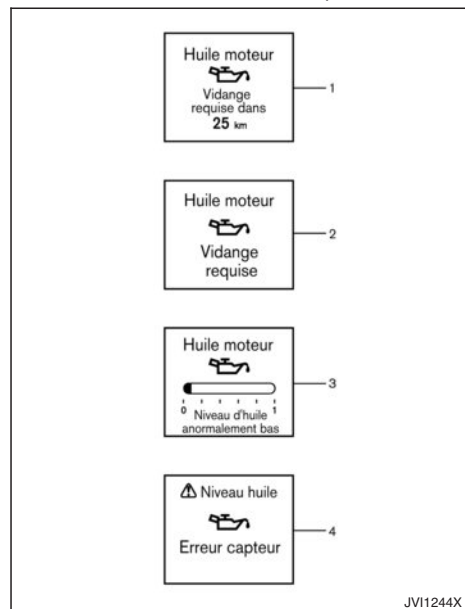 Huile moteur
Vidange
requise dans
25 km
1
Huile moteur
Vidange
requise
2
Huile moteur
0 1
Niveau d'huile
anormalement bas
3
Niveau huile
Erreur capteur
4
JVI1244X